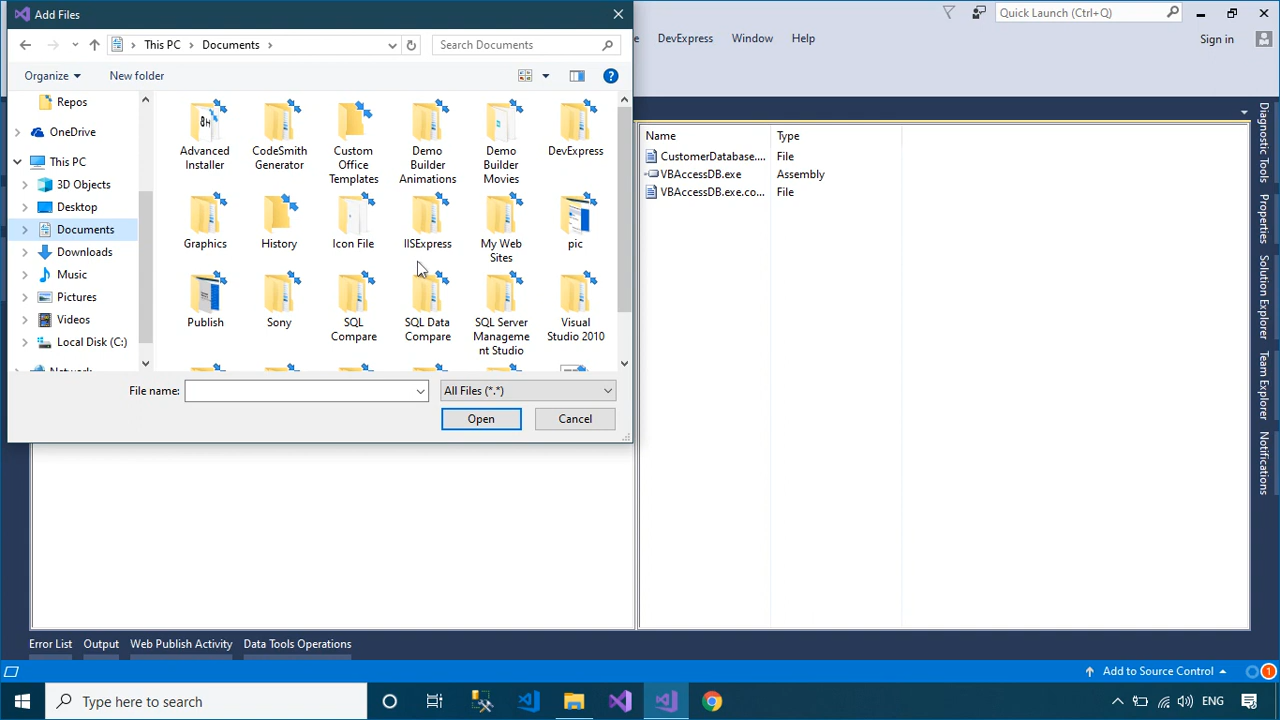 Add Files
Quick Launch (Ctrl+Q)
This PC
Documents
Search Documents
DevExpress
Window
Help
Sign in
Organize
New folder
Repos
OneDrive
This PC
3D Objects
Desktop
Documents
Downloads
Music
Pictures
Videos
Local Disk (C:)
Advanced
Installer
CodeSmith
Generator
Custom
Office
Templates
Demo
Builder
Animations
Demo
Builder
Movies
DevExpress
Graphics
History
Icon File
IISExpress
My Web
Sites
pic
Publish
Sony
SQL
Compare
SQL Data
Compare
SQL Server
Manageme
nt Studio
Visual
Studio 2010
File name:
All Files (*.*)
Open
Cancel
Name
Type
CustomerDatabase....
File
VBAccessDB.exe
Assembly
VBAccessDB.exe.co...
File
Diagnostic Tools
Properties
Solution Explorer
Team Explorer
Notifications
Error List
Output
Web Publish Activity
Data Tools Operations
Add to Source Control
1
Type here to search
ENG